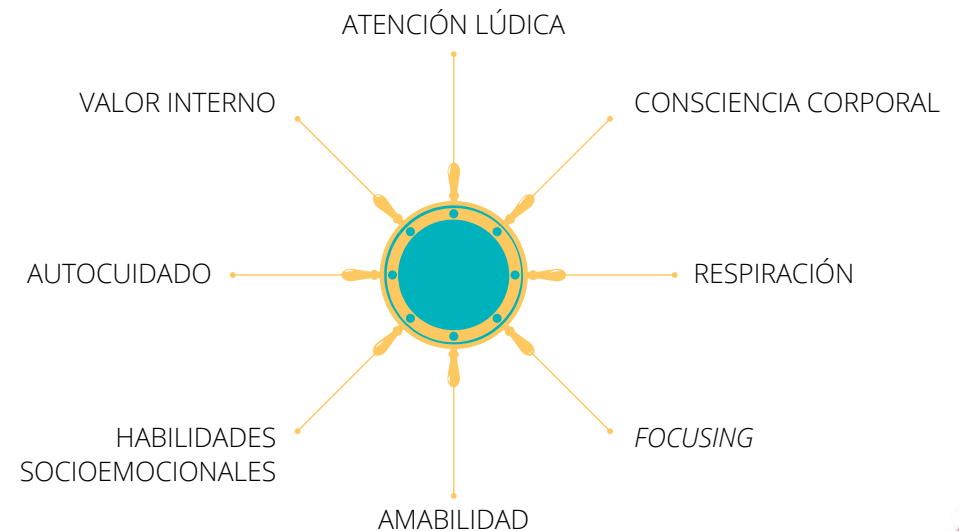 ATENCIÓN LÚDICA
VALOR INTERNO
CONSCIENCIA CORPORAL
AUTOCUIDADO
RESPIRACIÓN
HABILIDADES
SOCIOEMOCIONALES
FOCUSING
AMABILIDAD